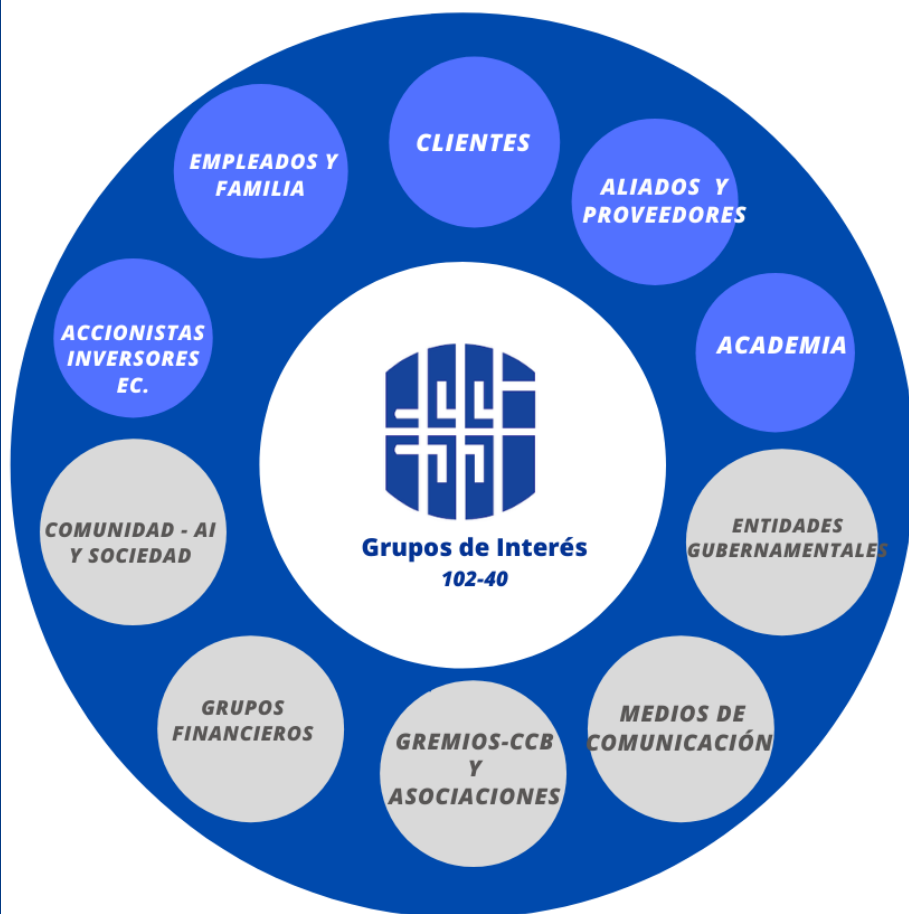 CLIENTES
EMPLEADOS Y
FAMILIA
ALIADOS Y
PROVEEDORES
ACCIONISTAS
INVERSORES
EC.
ACADEMIA
Grupos de Interés
102-40
COMUNIDAD - AI
Y SOCIEDAD
ENTIDADES
GUBERNAMENTALES
GRUPOS
FINANCIEROS
GREMIOS-CCB
Y
ASOCIACIONES
MEDIOS DE
COMUNICACIÓN